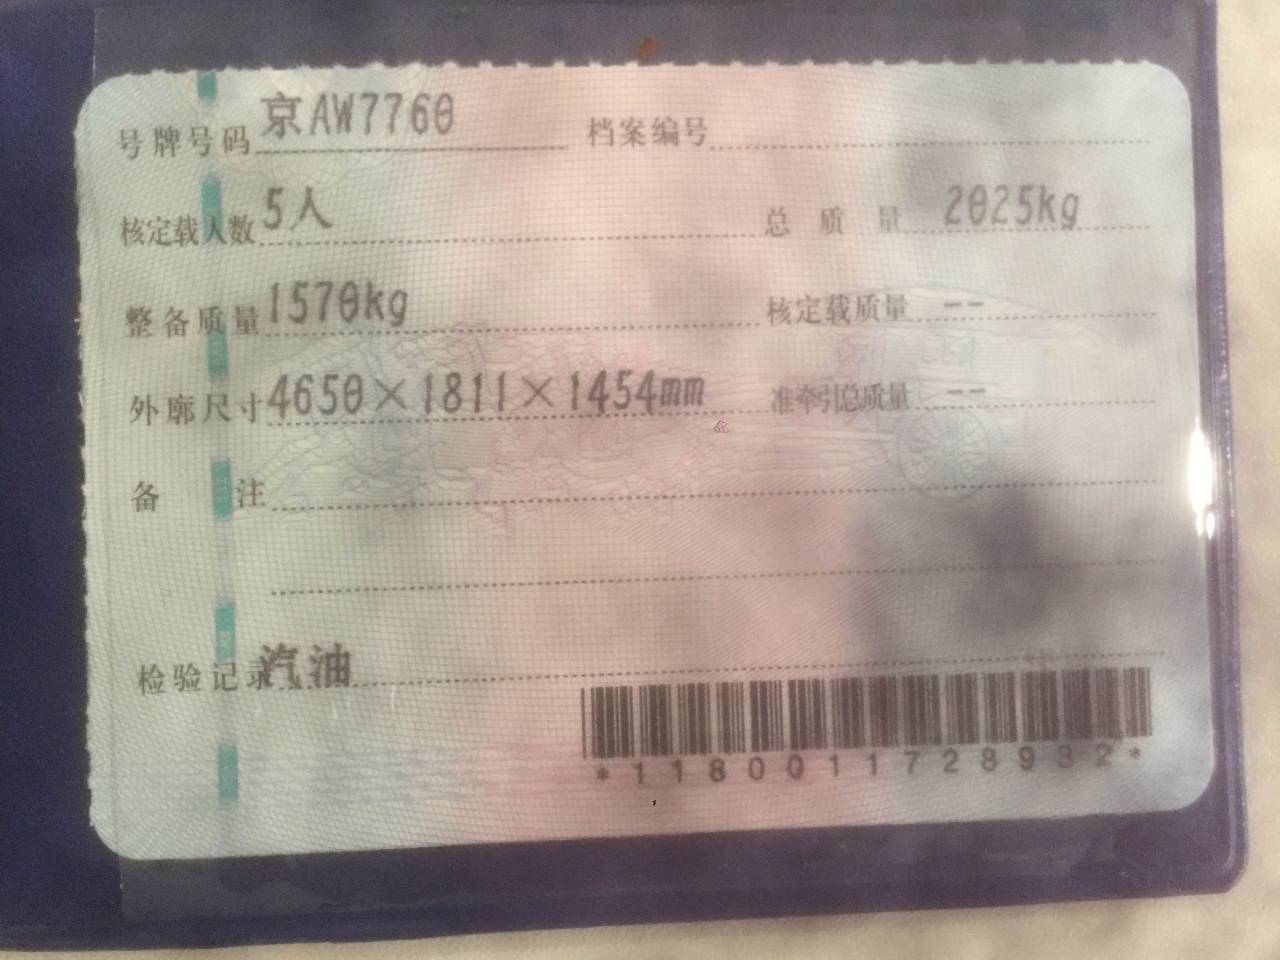 号牌号码 京AW7760 档案编号
核定载人数 5人 总质量 2025kg
整备质量 1570kg 核定载质量 --
外廓尺寸 4650×1811×1454mm 准牵引总质量 --
备注
检验记录 汽油
*1180011728932*